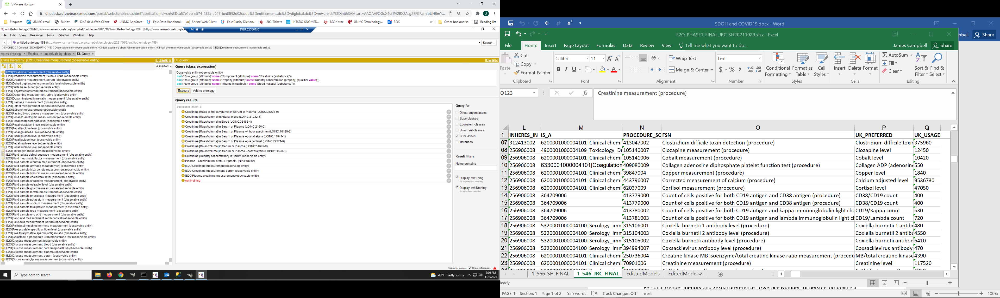 VMware Horizon
onedeskws1.nebraskamed.com/portal/webclient/index.html?applicationId=cn%3Dca57e1eb-e574-433a-a047-bed3f92d02cc,ou%3Dentitlements,dc%3Dvdiglobal,dc%3Dvmware,dc%3Dint&SAMLart=
Frequent UNMC email RxNav i2b2 deid Web Client UNMC AppStore Epic Data Handbook Shrine Web Client Epic Clarity Diction... i2b2 Tickets IHTSDO SNOMED... BD2K trac UNMC Terminology... BOX » Other bookmarks Reading list
untitled-ontology-189 (http://www.semanticweb.org/campbell/ontologies/2021/10/2/untitled-ontology-189) : [http://www.semanticweb.org/ca
IMDRC25069JC
File Edit View Reasoner Tools Refactor Window Help
untitled-ontology-189 (http://www.semanticweb.org/campbell/ontologies/2021/10/2/untitled-ontology-189) Search...
SNOMED CT Concept (SNOMED RT+CTV3) Observable entity (observable entity) Clinical laboratory observable (observable entity) Clinical chemistry observable (observable entity) [E2O]Creatinine measurement (observable entity)
Active ontology × Entities × Individuals by class × DL Query ×
Class hierarchy: [E2O]Creatinine measurement (observable entity)
Asserted
[E2O]Creatinine measurement (observable entity)
[E2O]Creatinine measurement, 24 hour urine (observable entity)
[E2O]Creatinine measurement, serum (observable entity)
[E2O]Dehydroepiandrosterone sulfate level (observable entity)
[E2O]Delta base, blood (observable entity)
[E2O]Dihydrotestosterone measurement (observable entity)
[E2O]Dopamine measurement, urine (observable entity)
[E2O]Dopamine/creatinine ratio measurement (observable entity)
[E2O]Elastase measurement (observable entity)
[E2O]Estriol measurement, serum (observable entity)
[E2O]Estrone measurement (observable entity)
[E2O]Fasting blood glucose measurement (observable entity)
[E2O]Fecal A1 antitrypsin measurement (observable entity)
[E2O]Fecal coproporphyrin level (observable entity)
[E2O]Fecal elastase 1 level (observable entity)
[E2O]Fecal fructose level (observable entity)
[E2O]Fecal galactose level (observable entity)
[E2O]Fecal glucose level (observable entity)
[E2O]Fecal lactose level (observable entity)
[E2O]Fecal maltose level (observable entity)
[E2O]Fecal sucrose level (observable entity)
[E2O]Fibrinogen measurement (observable entity)
[E2O]Fluid lactate dehydrogenase measurement (observable entity)
[E2O]Fluid rheumatoid factor measurement (observable entity)
[E2O]Fluid sample albumin measurement (observable entity)
[E2O]Fluid sample amylase measurement (observable entity)
[E2O]Fluid sample bicarbonate measurement (observable entity)
[E2O]Fluid sample bilirubin measurement (observable entity)
[E2O]Fluid sample cholesterol level (observable entity)
[E2O]Fluid sample creatinine measurement (observable entity)
[E2O]Fluid sample estradiol level (observable entity)
[E2O]Fluid sample glucose measurement (observable entity)
[E2O]Fluid sample lactate measurement (observable entity)
[E2O]Fluid sample phosphate measurement (observable entity)
[E2O]Fluid sample potassium measurement (observable entity)
[E2O]Fluid sample sodium measurement (observable entity)
[E2O]Fluid sample total protein measurement (observable entity)
[E2O]Fluid sample urea measurement (observable entity)
[E2O]Fluid sample uric acid measurement (observable entity)
[E2O]Folic acid measurement, red blood cell (observable entity)
[E2O]Folic acid measurement, serum (observable entity)
[E2O]Follicle stimulating hormone measurement (observable entity)
[E2O]Free prostate specific antigen level (observable entity)
[E2O]Free:total prostate specific antigen ratio (observable entity)
[E2O]Galactose-1-phosphate uridyl transferase test (observable entity)
[E2O]Glucose measurement (observable entity)
[E2O]Glucose measurement, blood (observable entity)
[E2O]Glucose measurement, cerebrospinal fluid (observable entity)
[E2O]Glucose measurement, plasma (observable entity)
[E2O]Glucose measurement, serum (observable entity)
[E2O]Glycosaminoglycans measurement (observable entity)
DL query:
Query (class expression)
'Observable entity (observable entity)'
and ('Role group (attribute)' some ('Component (attribute)' some 'Creatinine (substance)'))
and ('Role group (attribute)' some ('Property (attribute)' some 'Quantity concentration (property) (qualifier value)'))
and ('Role group (attribute)' some ('Inheres in (attribute)' some 'Blood material (substance)'))
Execute Add to ontology
Query results
Subclasses (15 of 15)
Creatinine [Mass or Moles/volume] in Serum or Plasma (LOINC:35203-9)
Creatinine [Mass/volume] in Arterial blood (LOINC:21232-4)
Creatinine [Mass/volume] in Blood (LOINC:38483-4)
Creatinine [Mass/volume] in Serum or Plasma (LOINC:2160-0)
Creatinine [Mass/volume] in Serum or Plasma --4 hour specimen (LOINC:16189-3)
Creatinine [Mass/volume] in Serum or Plasma --post dialysis (LOINC:11041-1)
Creatinine [Mass/volume] in Serum or Plasma --pre contrast (LOINC:72271-0)
Creatinine [Moles/volume] in Serum or Plasma (LOINC:14682-9)
Creatinine [Moles/volume] in Serum or Plasma --post dialysis (LOINC:51620-3)
Creatinine [Quantity concentration] in Serum (observable entity)
Plasma—Creatininium; stofk. = ? µmol/L (NPU:18012)
[E2O]Creatinine measurement (observable entity)
[E2O]Creatinine measurement, serum (observable entity)
[E2O]Plasma creatinine measurement (observable entity)
owl:Nothing
Query for
Direct superclasses
Superclasses
Equivalent classes
Direct subclasses
Subclasses
Instances
Result filters
Name contains
Display owl:Thing
(in superclass results)
Display owl:Nothing
(in subclass results)
Reasoner active Show Inferences
Type here to search
49°F Partly sunny
3:06 PM
11/2/2021
SDOH and COVID19.docx - Word
pbell Share
E2O_PHASE1_FINAL_JRC_SH20211029.xlsx - Excel
File Home Insert Page Layout Formulas Data Review View Tell me what you want to do... James Campbell Share
Paste Cut Copy Format Painter
Calibri 11 B I U
Wrap Text Merge & Center
Text $ % ,
Conditional Formatting Format as Table Cell Styles
Insert Delete Format
AutoSum Fill Clear Sort & Filter Find & Select
Clipboard Font Alignment Number Styles Cells Editing
O123 fx Creatinine measurement (procedure)
L M N O P Q
1 INHERES_IN IS_A PROCEDURE_SC FSN UK_PREFERRED UK_USAGE
07 312413002 6200001000004101|Clinical chemi 413047002 Clostridium difficile toxin detection (procedure) Clostridium difficile toxir 375960
08 256906008 4900001000004109|Toxicology_Dr 105140007 Clozapine measurement (procedure) Clozapine level 12450
09 256906008 6200001000004101|Clinical chemi 105141006 Cobalt measurement (procedure) Cobalt level 10420
10 256906008 6330001000004101|Coagulation 409080009 Collagen adenosine diphosphate platelet function test (procedure) Collagen ADP (adenosine 550
11 256906008 6200001000004101|Clinical chemi 39847004 Copper measurement (procedure) Copper level 1840
12 256906008 6200001000004101|Clinical chemi 443796007 Corrected measurement of calcium (procedure) Calcium adjusted level 9536730
13 256906008 6200001000004101|Clinical chemi 62037009 Cortisol measurement (procedure) Cortisol level 47050
14 256906008 364709006 413779000 Count of cells positive for both CD19 antigen and CD38 antigen (procedure) CD38/CD19 count 400
15 256906008 364709006 413779000 Count of cells positive for both CD19 antigen and CD38 antigen (procedure) CD38/CD19 count 400
16 256906008 364709006 413780002 Count of cells positive for both CD19 antigen and kappa immunoglobulin light cha CD19/Kappa count 630
17 256906008 364709006 413781003 Count of cells positive for both CD19 antigen and lambda immunoglobulin light ch CD19/Lambda count 720
18 256906008 5320001000004100|Serology_imm 315106001 Coxiella burnetii 1 antibody level (procedure) Coxiella burnetii 1 antibo 480
19 256906008 5320001000004100|Serology_imm 315104003 Coxiella burnetii 2 antibody level (procedure) Coxiella burnetii 2 antibo 4550
20 256906008 5320001000004100|Serology_imm 315105002 Coxiella burnetii antibody level (procedure) Coxiella burnetii antibod 6410
21 256906008 5320001000004100|Serology_imm 394994007 Coxsackievirus antibody level (procedure) Coxsackievirus antibody 470
22 256906008 6200001000004101|Clinical chemi 250736004 Creatine kinase MB isoenzyme/total creatine kinase ratio measurement (procedu MB/total creatine kinase 4390
23 256906008 6200001000004101|Clinical chemi 70901006 Creatinine measurement (procedure) Creatinine level 117520
1_666_SH_FINAL 1_546_JRC_FINAL EdittedModels EditedModels2
eady
Personal Gender Identity and Sexual preference ; (Average Number) of persons occupying a
PAGE: 1 Section: 1 Page 1 of 2 555 words Track Changes: Off Insert 100%